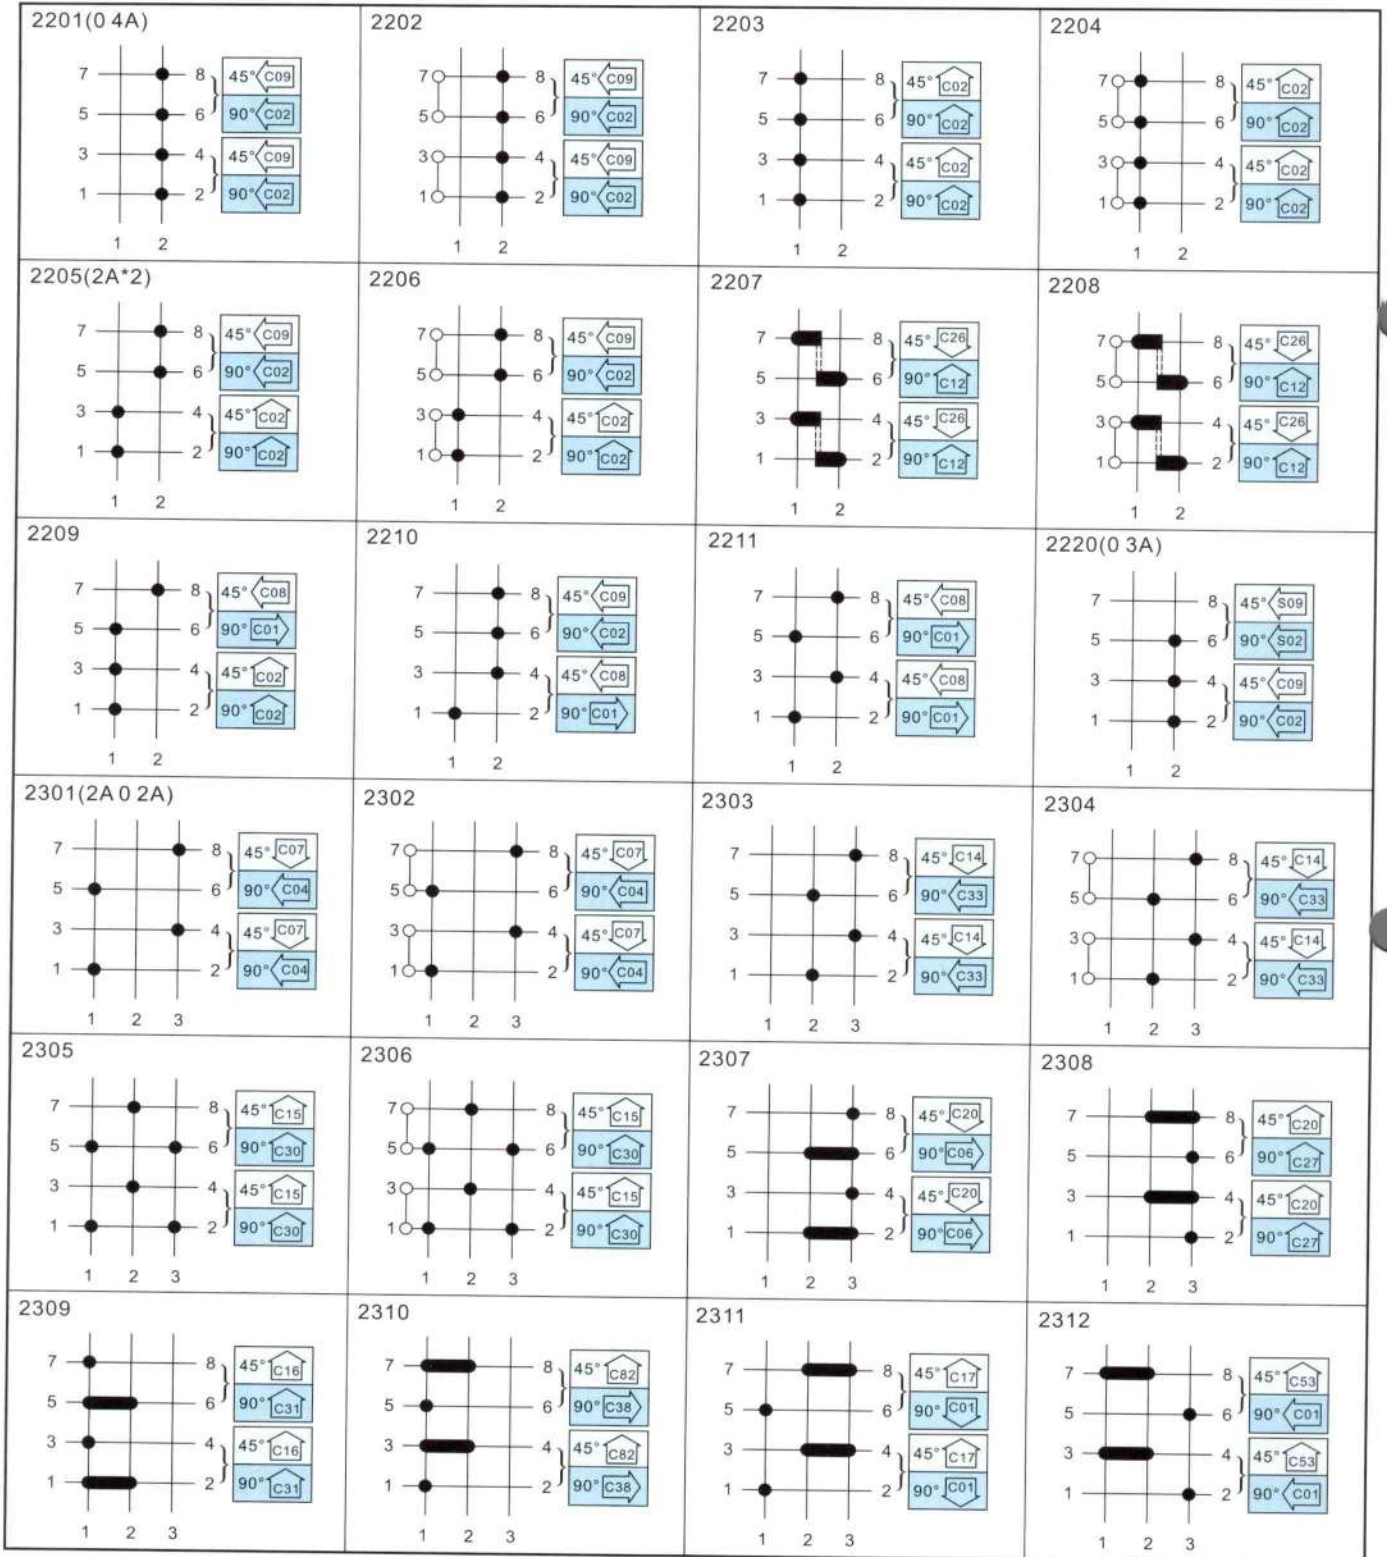 2201(0 4A)
7 8 45° C09
5 6 90° C02
3 4 45° C09
1 2 90° C02
1 2
2202
7 8 45° C09
5 6 90° C02
3 4 45° C09
1 2 90° C02
1 2
2203
7 8 45° C02
5 6 90° C02
3 4 45° C02
1 2 90° C02
1 2
2204
7 8 45° C02
5 6 90° C02
3 4 45° C02
1 2 90° C02
1 2
2205(2A*2)
7 8 45° C09
5 6 90° C02
3 4 45° C02
1 2 90° C02
1 2
2206
7 8 45° C09
5 6 90° C02
3 4 45° C02
1 2 90° C02
1 2
2207
7 8 45° C26
5 6 90° C12
3 4 45° C26
1 2 90° C12
1 2
2208
7 8 45° C26
5 6 90° C12
3 4 45° C26
1 2 90° C12
1 2
2209
7 8 45° C08
5 6 90° C01
3 4 45° C02
1 2 90° C02
1 2
2210
7 8 45° C09
5 6 90° C02
3 4 45° C08
1 2 90° C01
1 2
2211
7 8 45° C08
5 6 90° C01
3 4 45° C08
1 2 90° C01
1 2
2220(0 3A)
7 8 45° S09
5 6 90° S02
3 4 45° C09
1 2 90° C02
1 2
2301(2A 0 2A)
7 8 45° C07
5 6 90° C04
3 4 45° C07
1 2 90° C04
1 2 3
2302
7 8 45° C07
5 6 90° C04
3 4 45° C07
1 2 90° C04
1 2 3
2303
7 8 45° C14
5 6 90° C33
3 4 45° C14
1 2 90° C33
1 2 3
2304
7 8 45° C14
5 6 90° C33
3 4 45° C14
1 2 90° C33
1 2 3
2305
7 8 45° C15
5 6 90° C30
3 4 45° C15
1 2 90° C30
1 2 3
2306
7 8 45° C15
5 6 90° C30
3 4 45° C15
1 2 90° C30
1 2 3
2307
7 8 45° C20
5 6 90° C06
3 4 45° C20
1 2 90° C06
1 2 3
2308
7 8 45° C20
5 6 90° C27
3 4 45° C20
1 2 90° C27
1 2 3
2309
7 8 45° C16
5 6 90° C31
3 4 45° C16
1 2 90° C31
1 2 3
2310
7 8 45° C82
5 6 90° C38
3 4 45° C82
1 2 90° C38
1 2 3
2311
7 8 45° C17
5 6 90° C01
3 4 45° C17
1 2 90° C01
1 2 3
2312
7 8 45° C53
5 6 90° C01
3 4 45° C53
1 2 90° C01
1 2 3